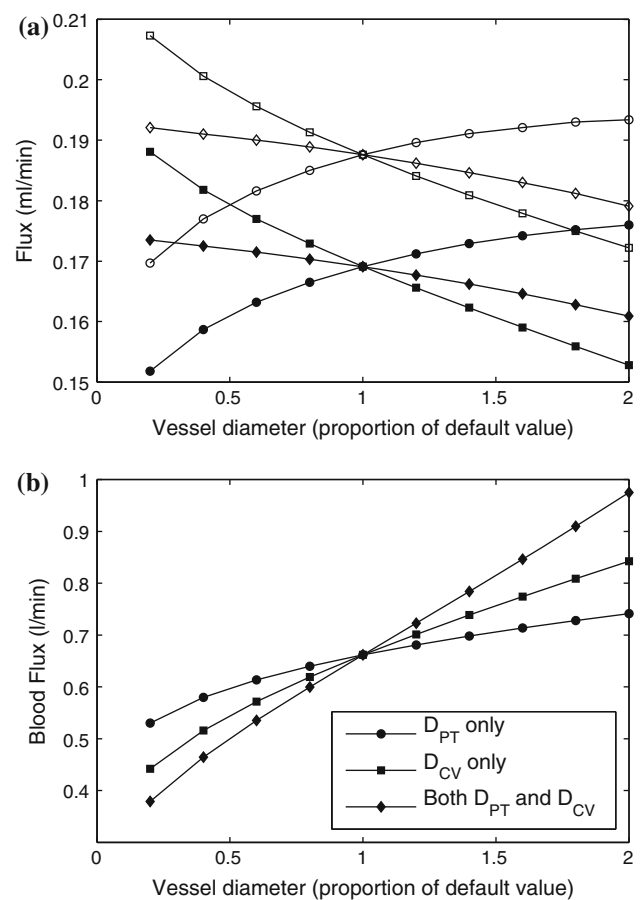 (a)
0.21
0.2
0.19
0.18
0.17
0.16
0.15
Flux (ml/min)
0 0.5 1 1.5 2
Vessel diameter (proportion of default value)
(b)
1
0.9
0.8
0.7
0.6
0.5
0.4
Blood Flux (l/min)
D_PT only
D_CV only
Both D_PT and D_CV
0 0.5 1 1.5 2
Vessel diameter (proportion of default value)